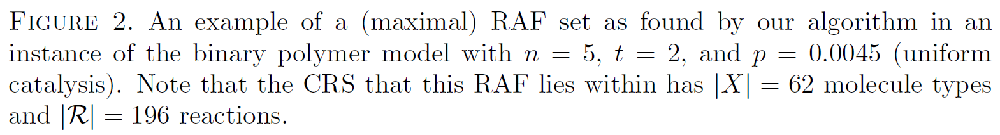 FIGURE 2. An example of a (maximal) RAF set as found by our algorithm in an
instance of the binary polymer model with n = 5, t = 2, and p = 0.0045 (uniform
catalysis). Note that the CRS that this RAF lies within has |X| = 62 molecule types
and |ℛ| = 196 reactions.